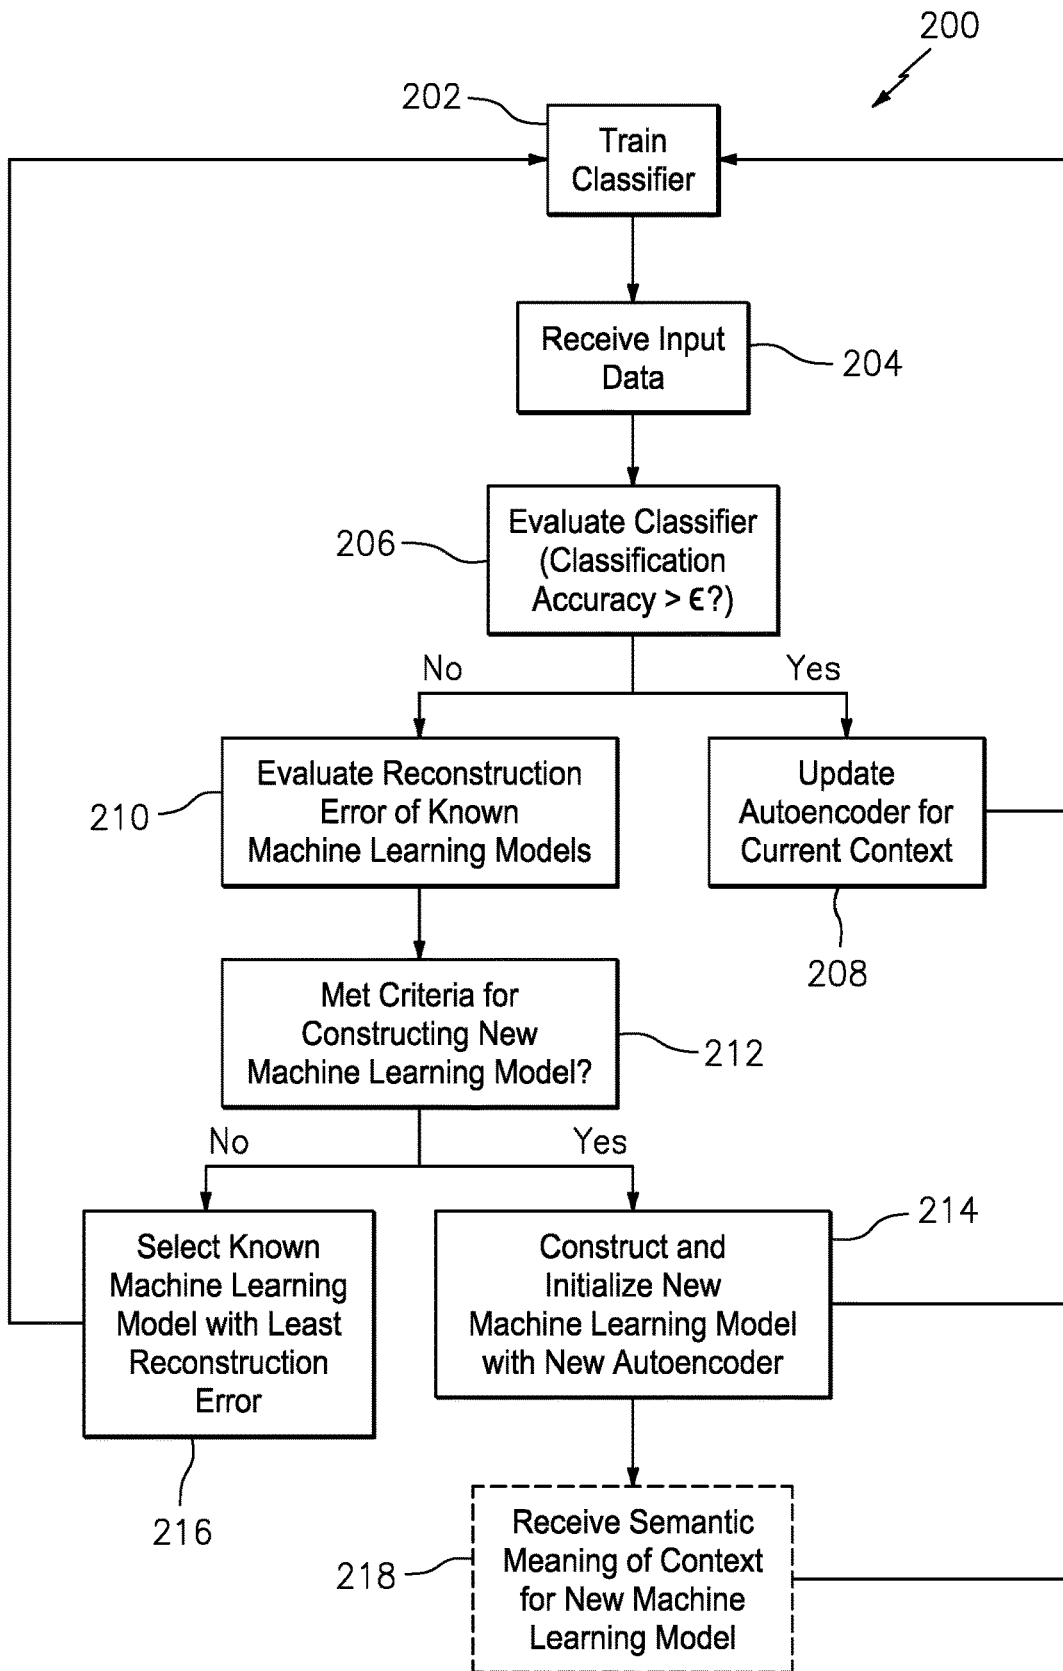 200
202
Train
Classifier
Receive Input
Data
204
206
Evaluate Classifier
(Classification
Accuracy > ϵ?)
No
Yes
210
Evaluate Reconstruction
Error of Known
Machine Learning Models
Update
Autoencoder for
Current Context
208
Met Criteria for
Constructing New
Machine Learning Model?
212
No
Yes
214
Select Known
Machine Learning
Model with Least
Reconstruction
Error
216
Construct and
Initialize New
Machine Learning Model
with New Autoencoder
218
Receive Semantic
Meaning of Context
for New Machine
Learning Model